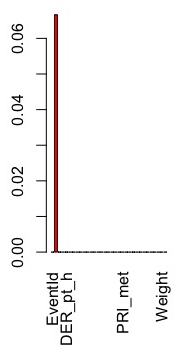 0.06
0.04
0.02
0.00
EventId
DER_pt_h
PRI_met
Weight